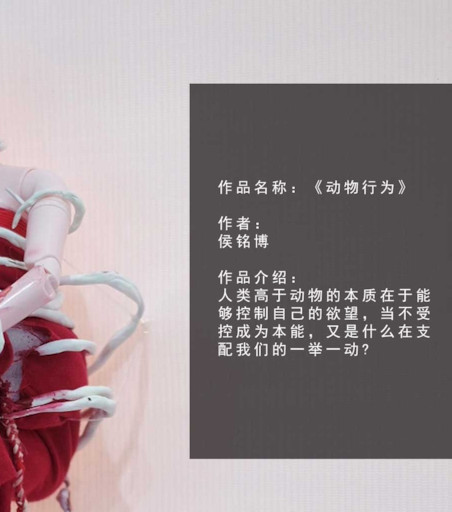 作品名称：《动物行为》
作者：
侯铭博
作品介绍：
人类高于动物的本质在于能
够控制自己的欲望，当不受
控成为本能，又是什么在支
配我们的一举一动?